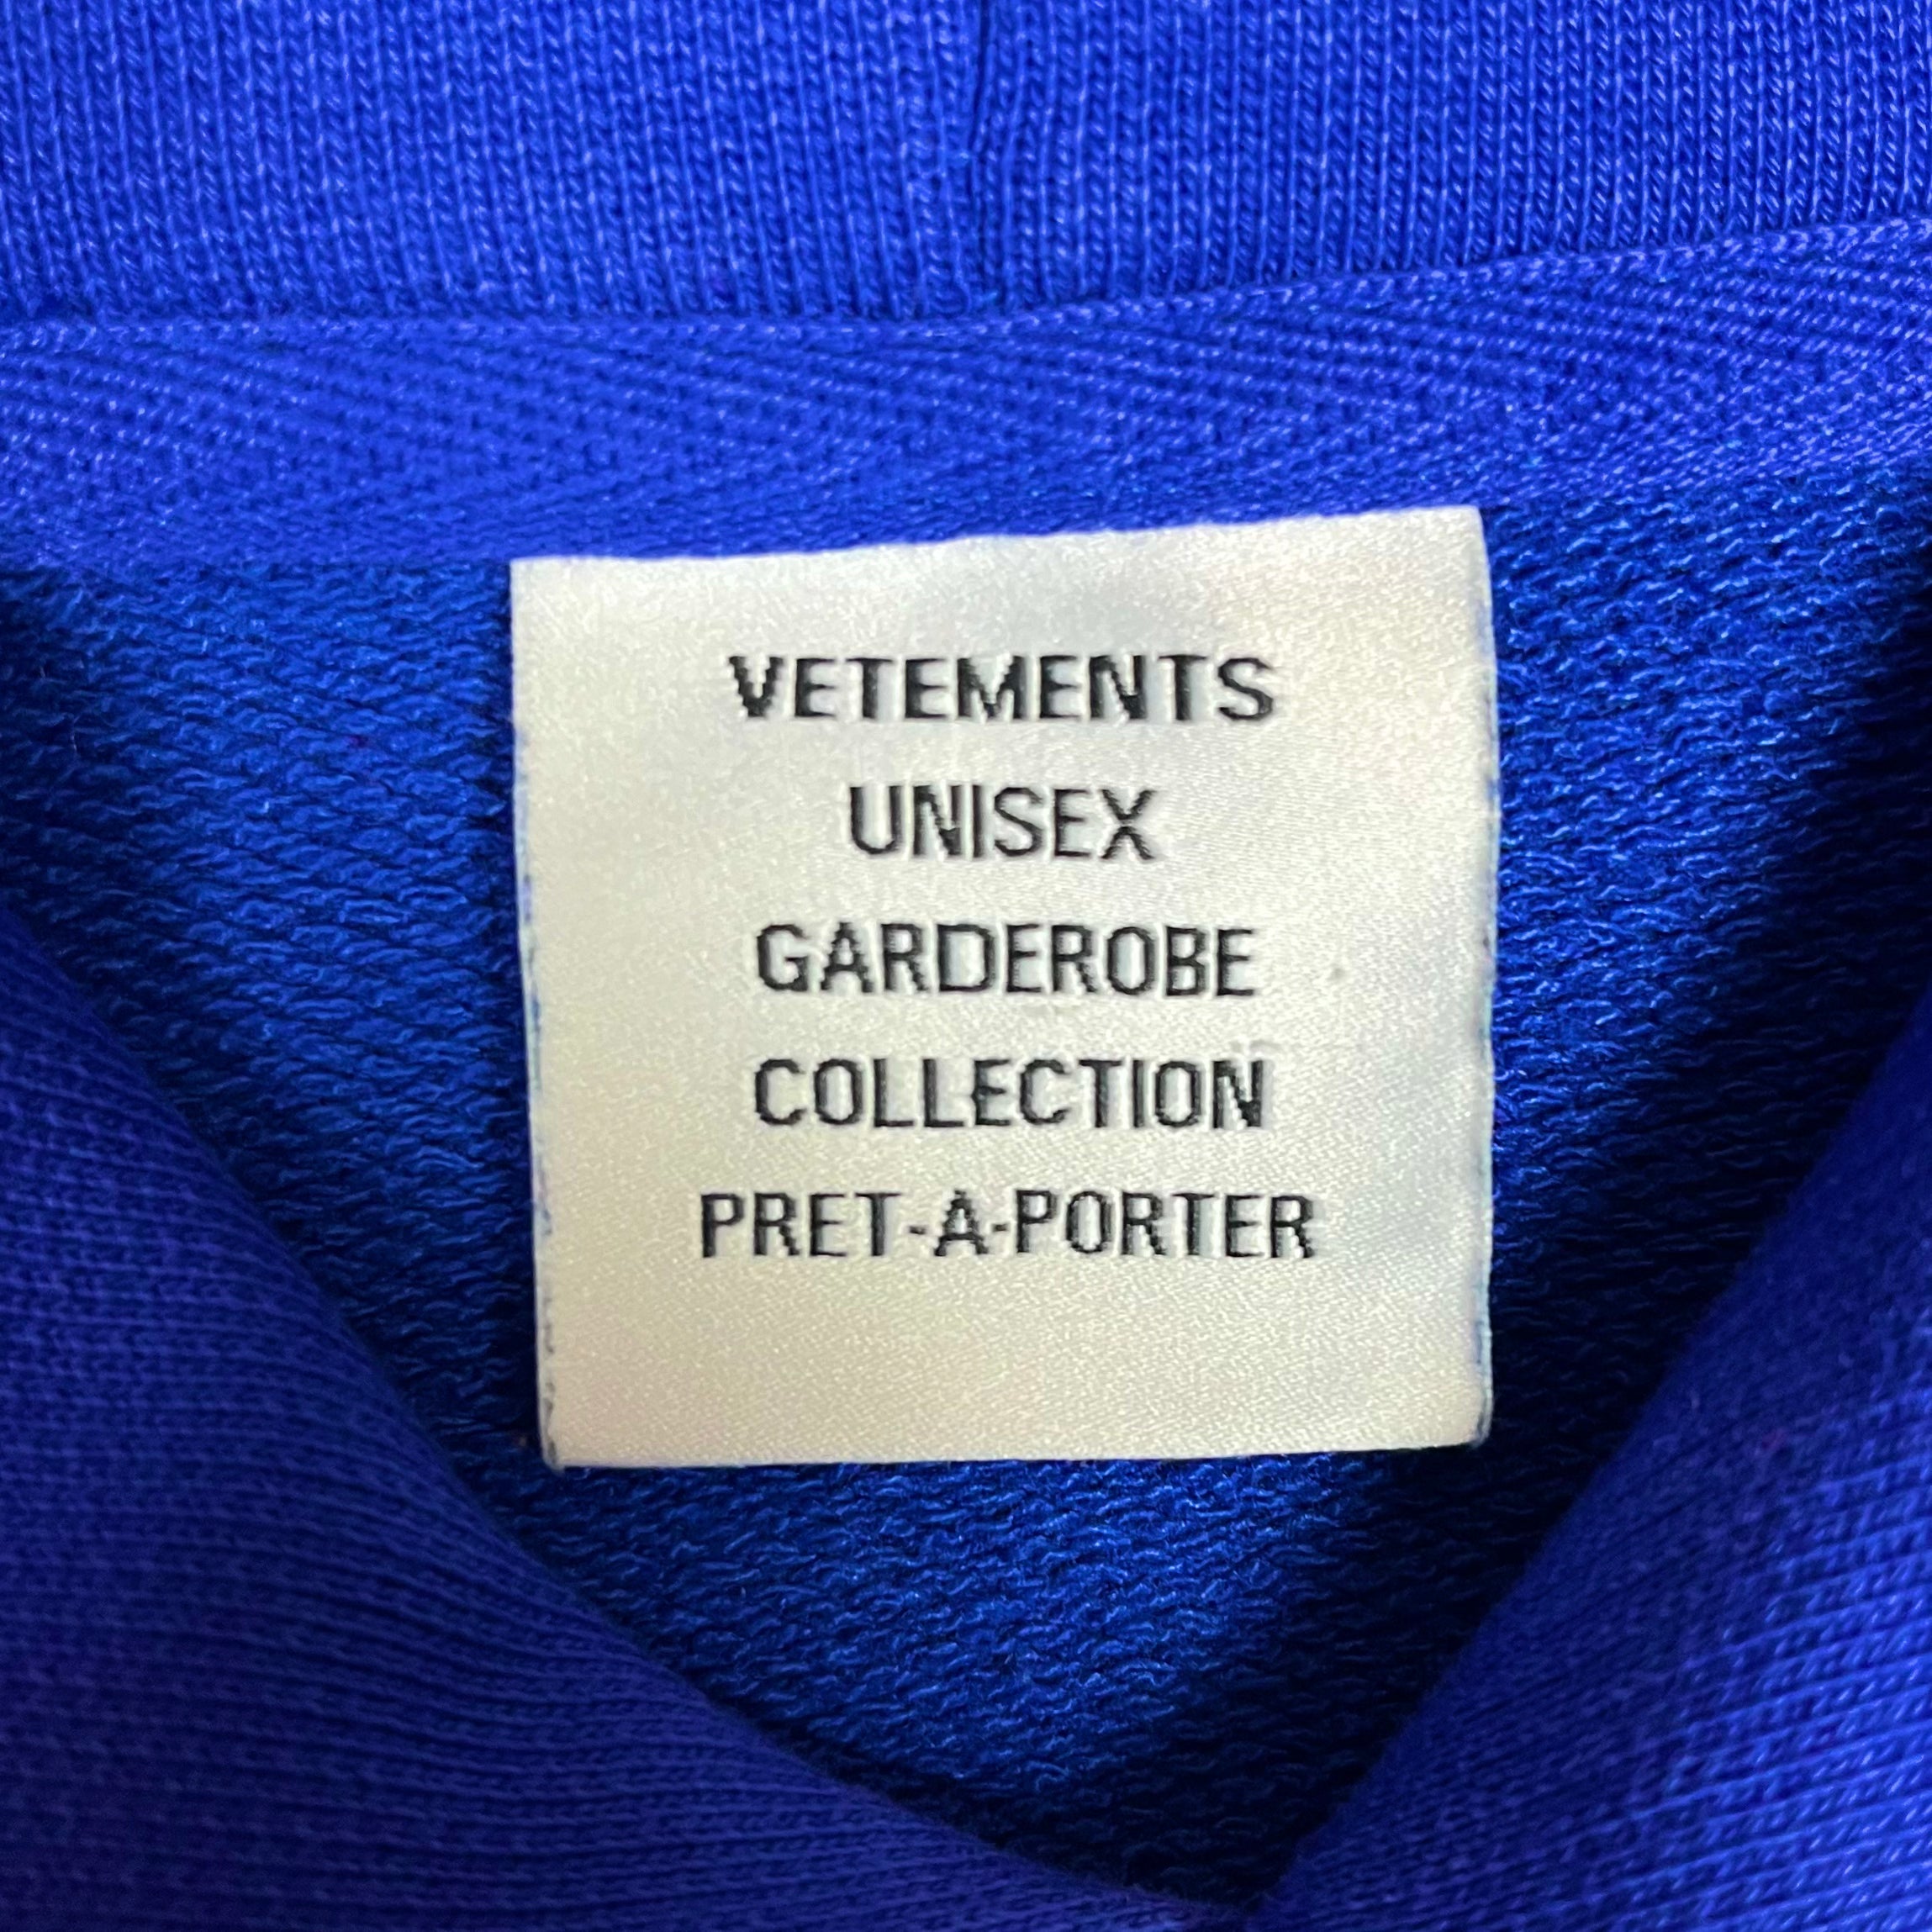 VETEMENTS
UNISEX
GARDEROBE
COLLECTION
PRET-A-PORTER